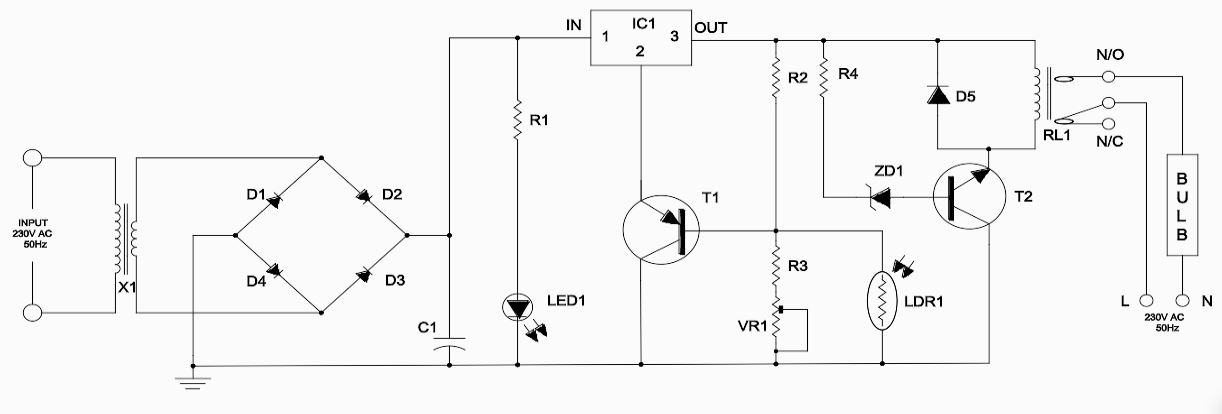 IN
IC1
OUT
1
2
3
R1
R2
R4
D5
RL1
N/O
N/C
D1
D2
D4
D3
X1
INPUT
230V AC
50Hz
C1
LED1
T1
ZD1
T2
R3
VR1
LDR1
BULB
L
N
230V AC
50Hz